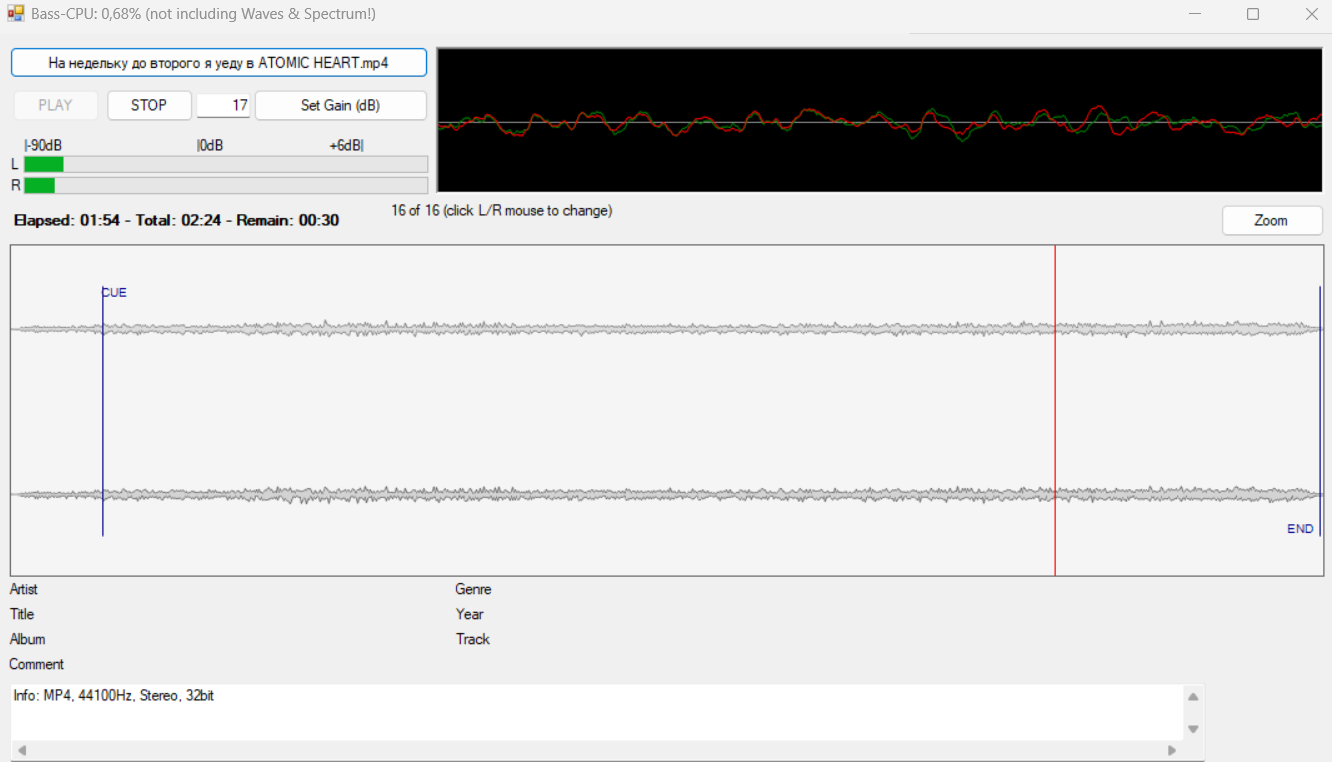 Bass-CPU: 0,68% (not including Waves & Spectrum!)
На недельку до второго я уеду в ATOMIC HEART.mp4
PLAY STOP 17 Set Gain (dB)
|-90dB |0dB +6dB|
L
R
Elapsed: 01:54 - Total: 02:24 - Remain: 00:30
16 of 16 (click L/R mouse to change)
Zoom
CUE
END
Artist Genre
Title Year
Album Track
Comment
Info: MP4, 44100Hz, Stereo, 32bit